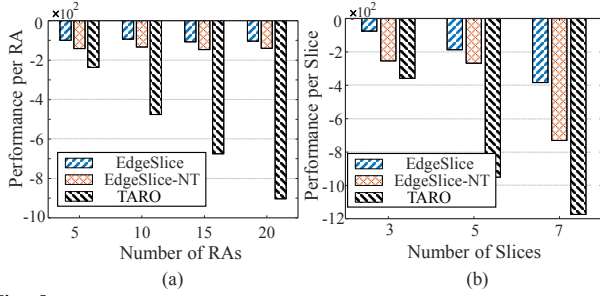 ×10²
0
-2
-4
-6
-8
-10
Performance per RA
EdgeSlice
EdgeSlice-NT
TARO
5 10 15 20
Number of RAs
(a)
×10²
0
-2
-4
-6
-8
-10
-12
Performance per Slice
EdgeSlice
EdgeSlice-NT
TARO
3 5 7
Number of Slices
(b)